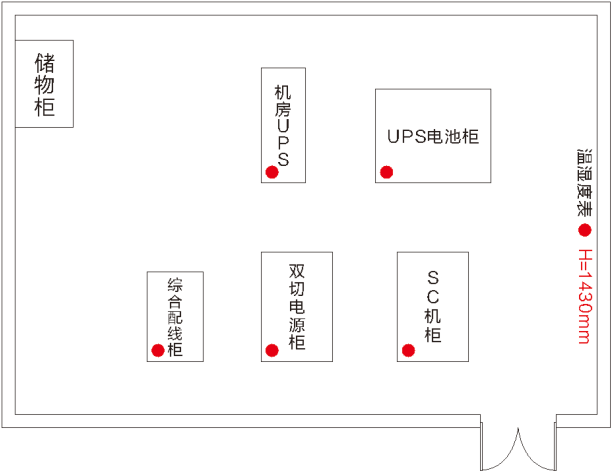 储物柜
机房UPS
UPS电池柜
温湿度表
H=1430mm
综合配线柜
双切电源柜
SC机柜